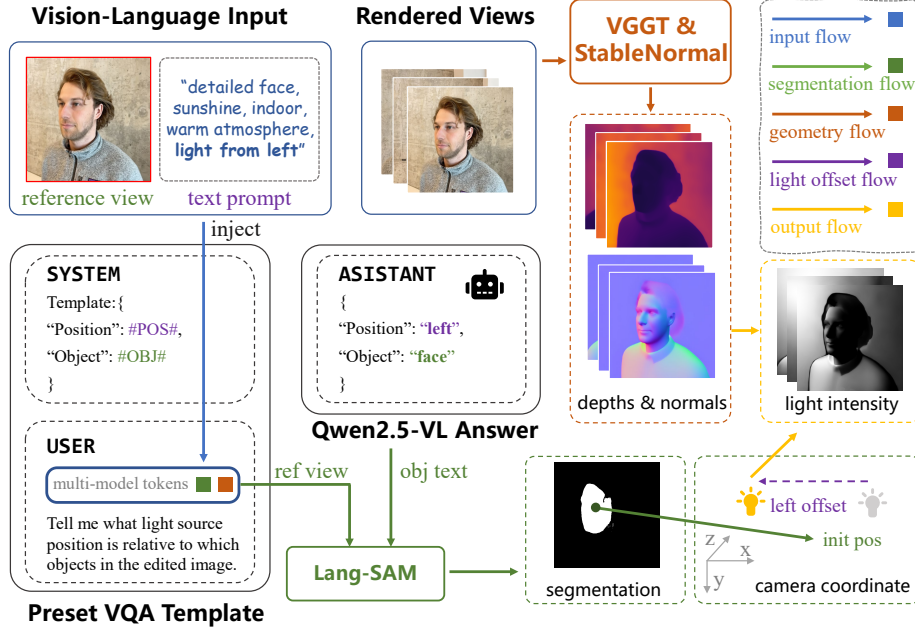 Vision-Language Input
“detailed face,
sunshine, indoor,
warm atmosphere,
light from left”
reference view
text prompt
inject
Rendered Views
VGGT &
StableNormal
input flow
segmentation flow
geometry flow
light offset flow
output flow
SYSTEM
Template:{
“Position”: #POS#,
“Object”: #OBJ#
}
USER
multi-model tokens
Tell me what light source
position is relative to which
objects in the edited image.
Preset VQA Template
ASISTANT
{
“Position”: “left”,
“Object”: “face”
}
Qwen2.5-VL Answer
depths & normals
light intensity
ref view
obj text
Lang-SAM
segmentation
left offset
init pos
z
x
y
camera coordinate